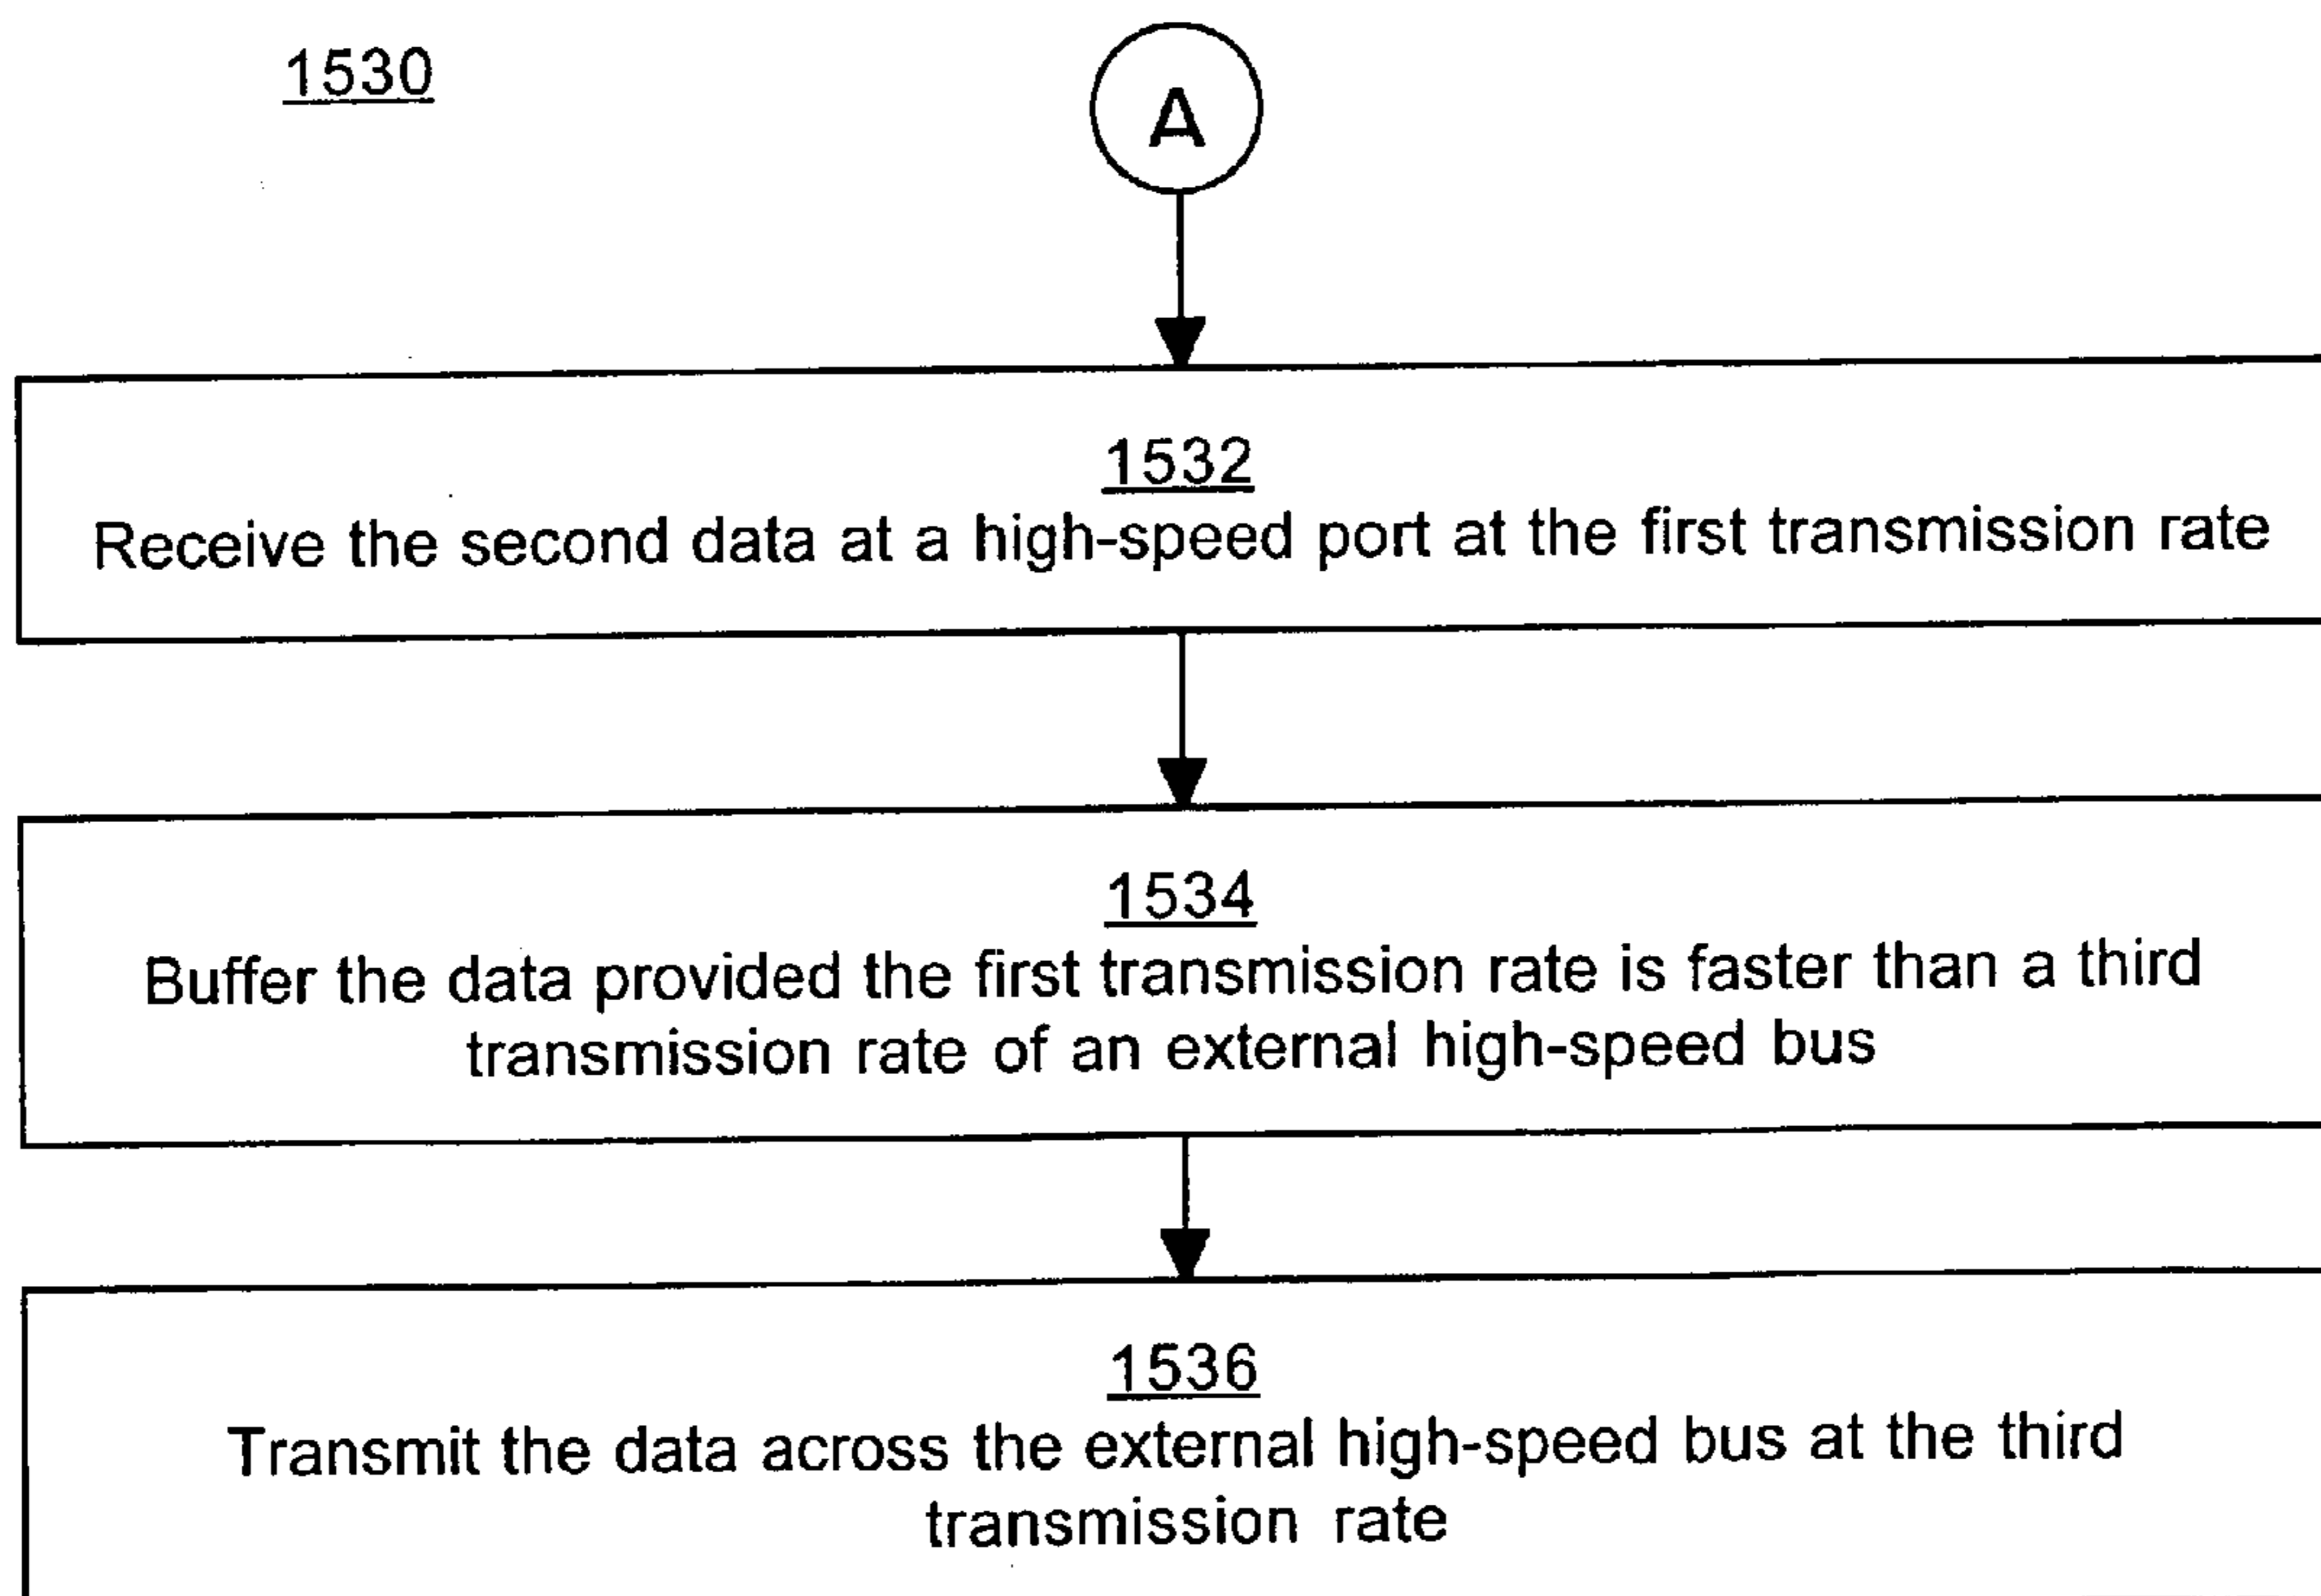 1530
A
1532
Receive the second data at a high-speed port at the first transmission rate
1534
Buffer the data provided the first transmission rate is faster than a third
transmission rate of an external high-speed bus
1536
Transmit the data across the external high-speed bus at the third
transmission rate